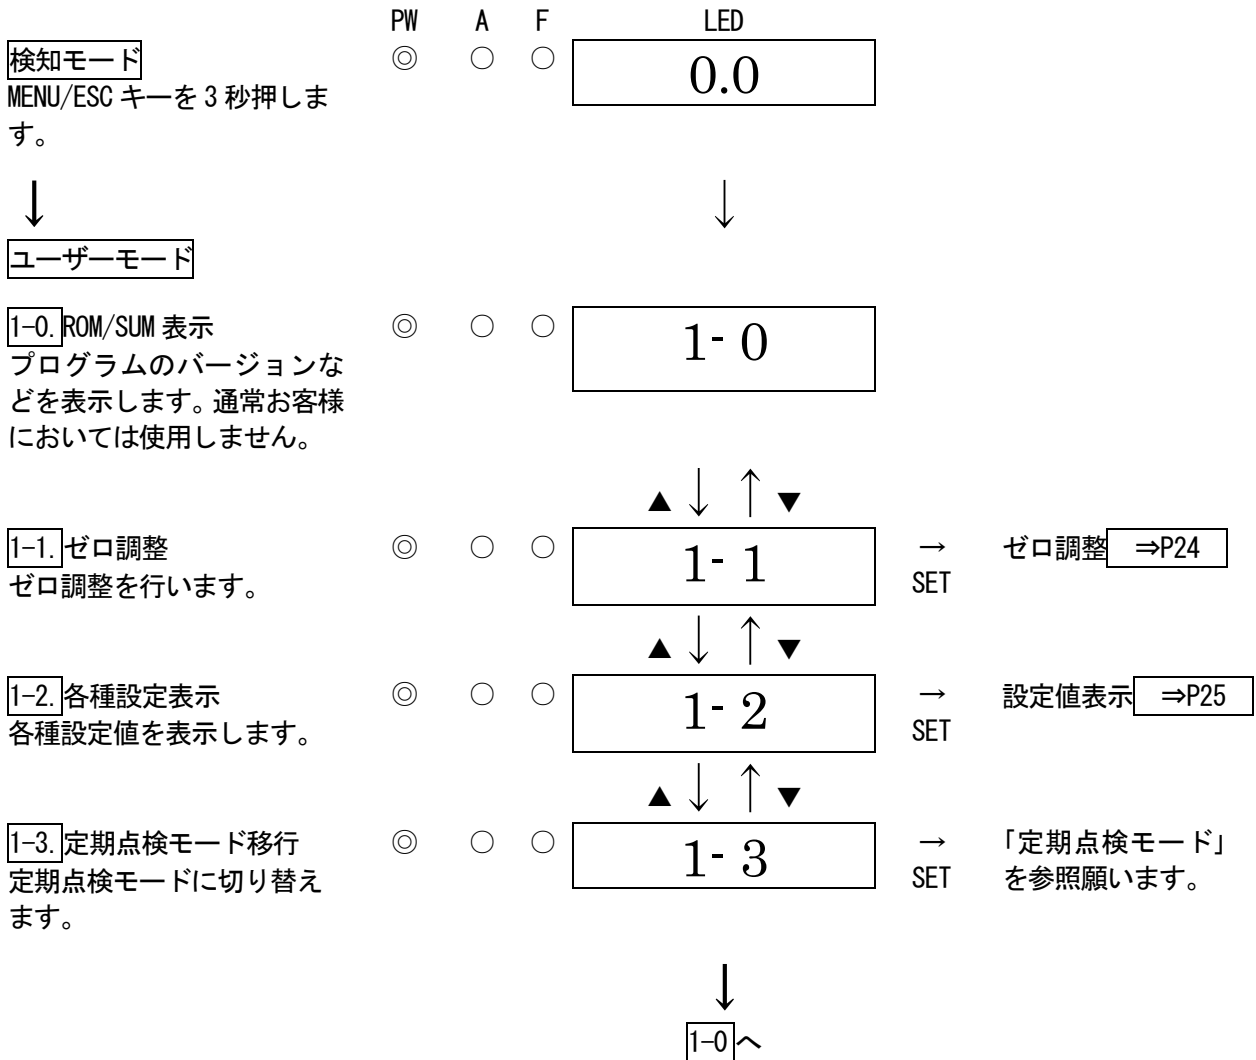 PW A F LED
検知モード ◎ ○ ○ 0.0
MENU/ESC キーを 3 秒押しま
す。
↓ ↓
ユーザーモード
1-0. ROM/SUM 表示 ◎ ○ ○ 1- 0
プログラムのバージョンな
どを表示します。通常お客様
においては使用しません。
▲ ↓ ↑ ▼
1-1. ゼロ調整 ◎ ○ ○ 1- 1 → ゼロ調整 ⇒P24
ゼロ調整を行います。 SET
▲ ↓ ↑ ▼
1-2. 各種設定表示 ◎ ○ ○ 1- 2 → 設定値表示 ⇒P25
各種設定値を表示します。 SET
▲ ↓ ↑ ▼
1-3. 定期点検モード移行 ◎ ○ ○ 1- 3 → 「定期点検モード」
定期点検モードに切り替え SET を参照願います。
ます。
↓
1-0 へ